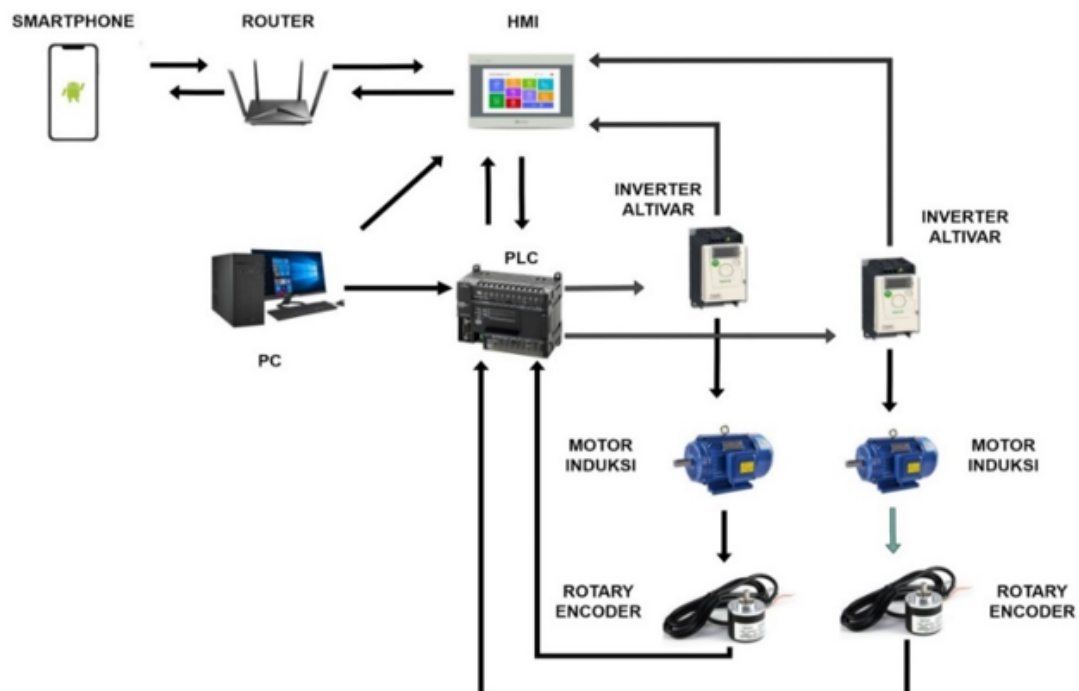 SMARTPHONE
ROUTER
HMI
INVERTER
ALTIVAR
INVERTER
ALTIVAR
PLC
PC
MOTOR
INDUKSI
MOTOR
INDUKSI
ROTARY
ENCODER
ROTARY
ENCODER